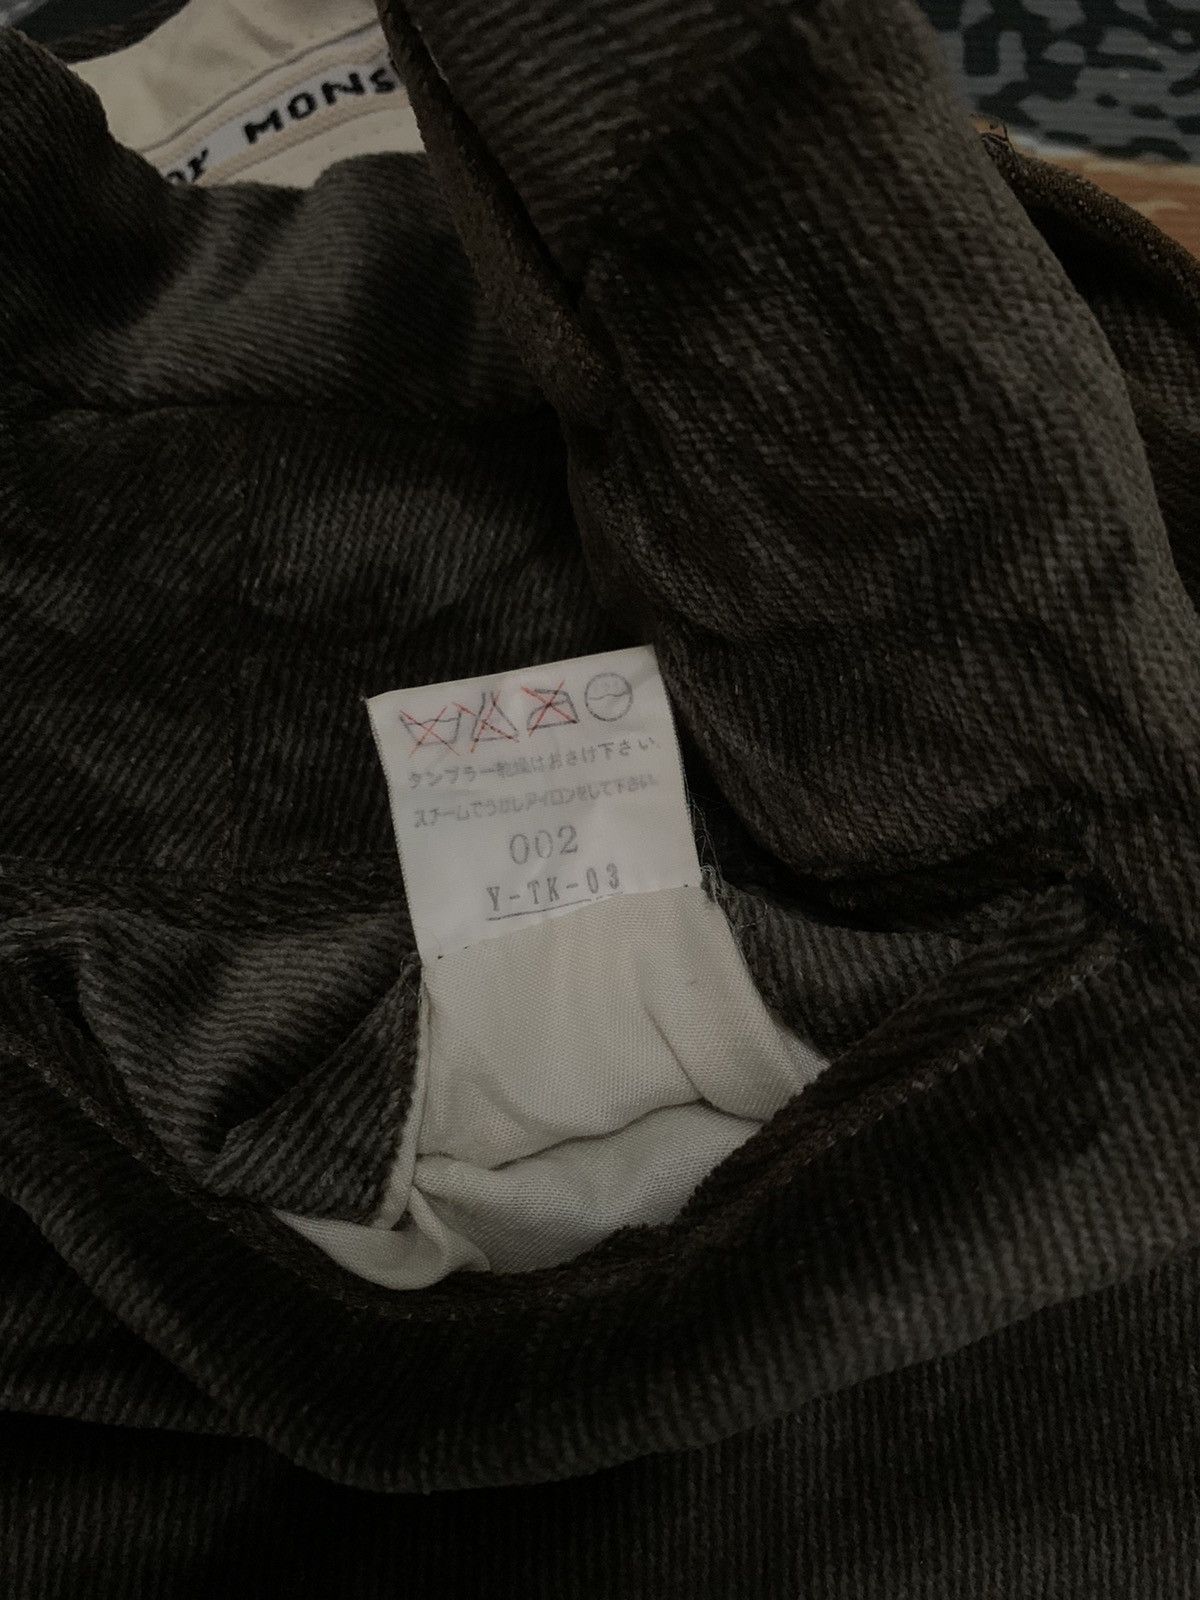 MONS
タンブラー乾燥はおさけ下さい
スチームでうかしアイロンをして下さい
002
Y-TK-03